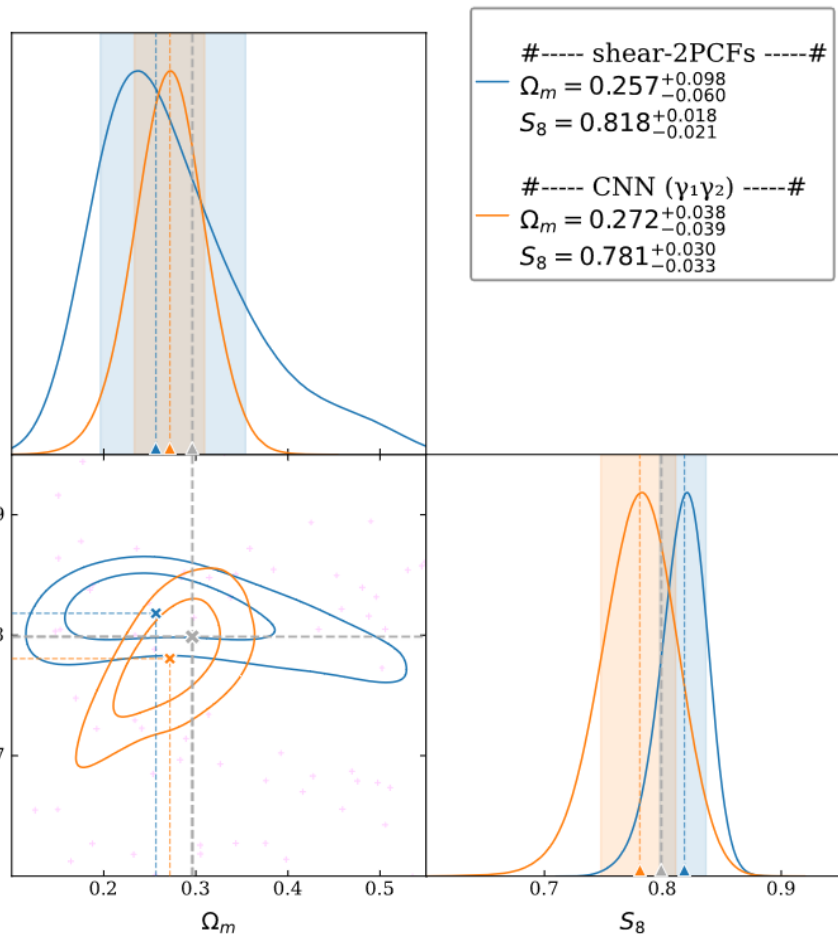 #----- shear-2PCFs -----#
Ωₘ = 0.257⁺⁰·⁰⁹⁸₋₀.₀₆₀
S₈ = 0.818⁺⁰·⁰¹⁸₋₀.₀₂₁
#----- CNN (γ₁γ₂) -----#
Ωₘ = 0.272⁺⁰·⁰³⁸₋₀.₀₃₉
S₈ = 0.781⁺⁰·⁰³⁰₋₀.₀₃₃
9
8
7
0.2 0.3 0.4 0.5
Ωₘ
0.7 0.8 0.9
S₈